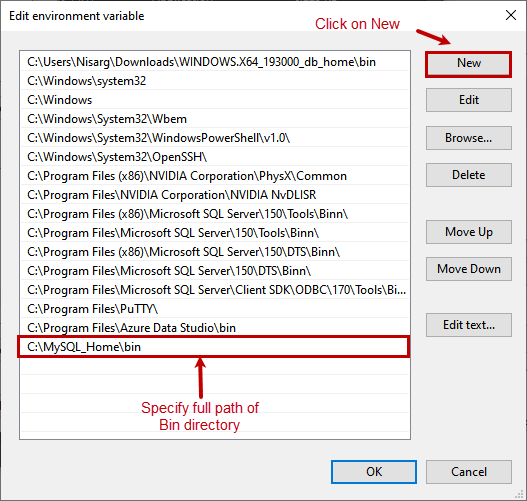 Edit environment variable
Click on New
C:\Users\Nisarg\Downloads\WINDOWS.X64_193000_db_home\bin
New
C:\Windows\system32
C:\Windows
Edit
C:\Windows\System32\Wbem
C:\Windows\System32\WindowsPowerShell\v1.0\
Browse...
C:\Windows\System32\OpenSSH\
C:\Program Files (x86)\NVIDIA Corporation\PhysX\Common
Delete
C:\Program Files\NVIDIA Corporation\NVIDIA NvDLISR
C:\Program Files (x86)\Microsoft SQL Server\150\Tools\Binn\
C:\Program Files\Microsoft SQL Server\150\Tools\Binn\
Move Up
C:\Program Files (x86)\Microsoft SQL Server\150\DTS\Binn\
C:\Program Files\Microsoft SQL Server\150\DTS\Binn\
Move Down
C:\Program Files\Microsoft SQL Server\Client SDK\ODBC\170\Tools\Bi...
C:\Program Files\PuTTY\
C:\Program Files\Azure Data Studio\bin
Edit text...
C:\MySQL_Home\bin
Specify full path of
Bin directory
OK
Cancel